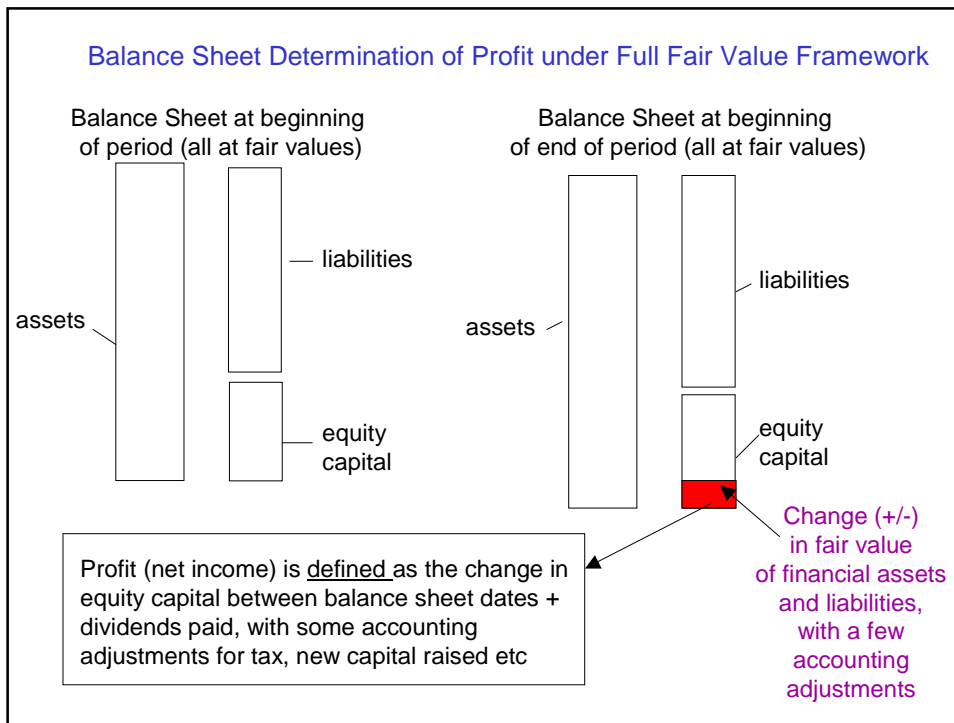 Balance Sheet Determination of Profit under Full Fair Value Framework
Balance Sheet at beginning
of period (all at fair values)
liabilities
assets
equity
capital
Balance Sheet at beginning
of end of period (all at fair values)
liabilities
assets
equity
capital
Change (+/-)
in fair value
of financial assets
and liabilities,
with a few
accounting
adjustments
Profit (net income) is defined as the change in
equity capital between balance sheet dates +
dividends paid, with some accounting
adjustments for tax, new capital raised etc